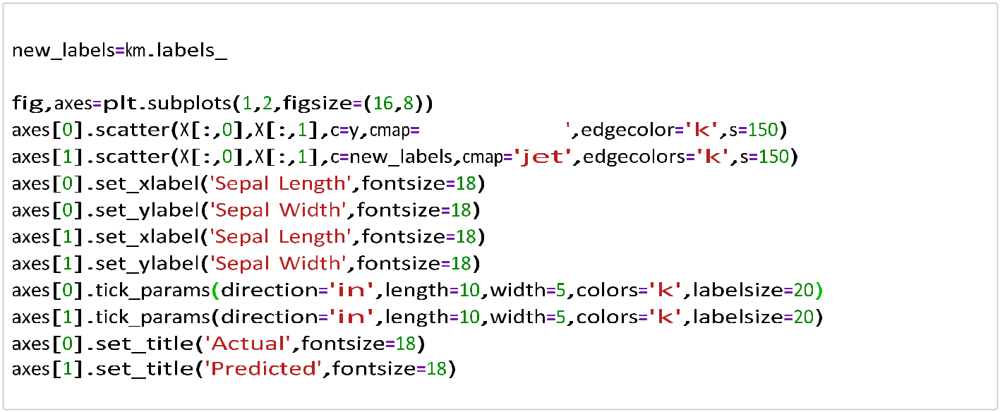 new_labels=km.labels_
fig,axes=plt.subplots(1,2,figsize=(16,8))
axes[0].scatter(X[:,0],X[:,1],c=y,cmap= ',edgecolor='k',s=150)
axes[1].scatter(X[:,0],X[:,1],c=new_labels,cmap='jet',edgecolors='k',s=150)
axes[0].set_xlabel('Sepal Length',fontsize=18)
axes[0].set_ylabel('Sepal Width',fontsize=18)
axes[1].set_xlabel('Sepal Length',fontsize=18)
axes[1].set_ylabel('Sepal Width',fontsize=18)
axes[0].tick_params(direction='in',length=10,width=5,colors='k',labelsize=20)
axes[1].tick_params(direction='in',length=10,width=5,colors='k',labelsize=20)
axes[0].set_title('Actual',fontsize=18)
axes[1].set_title('Predicted',fontsize=18)